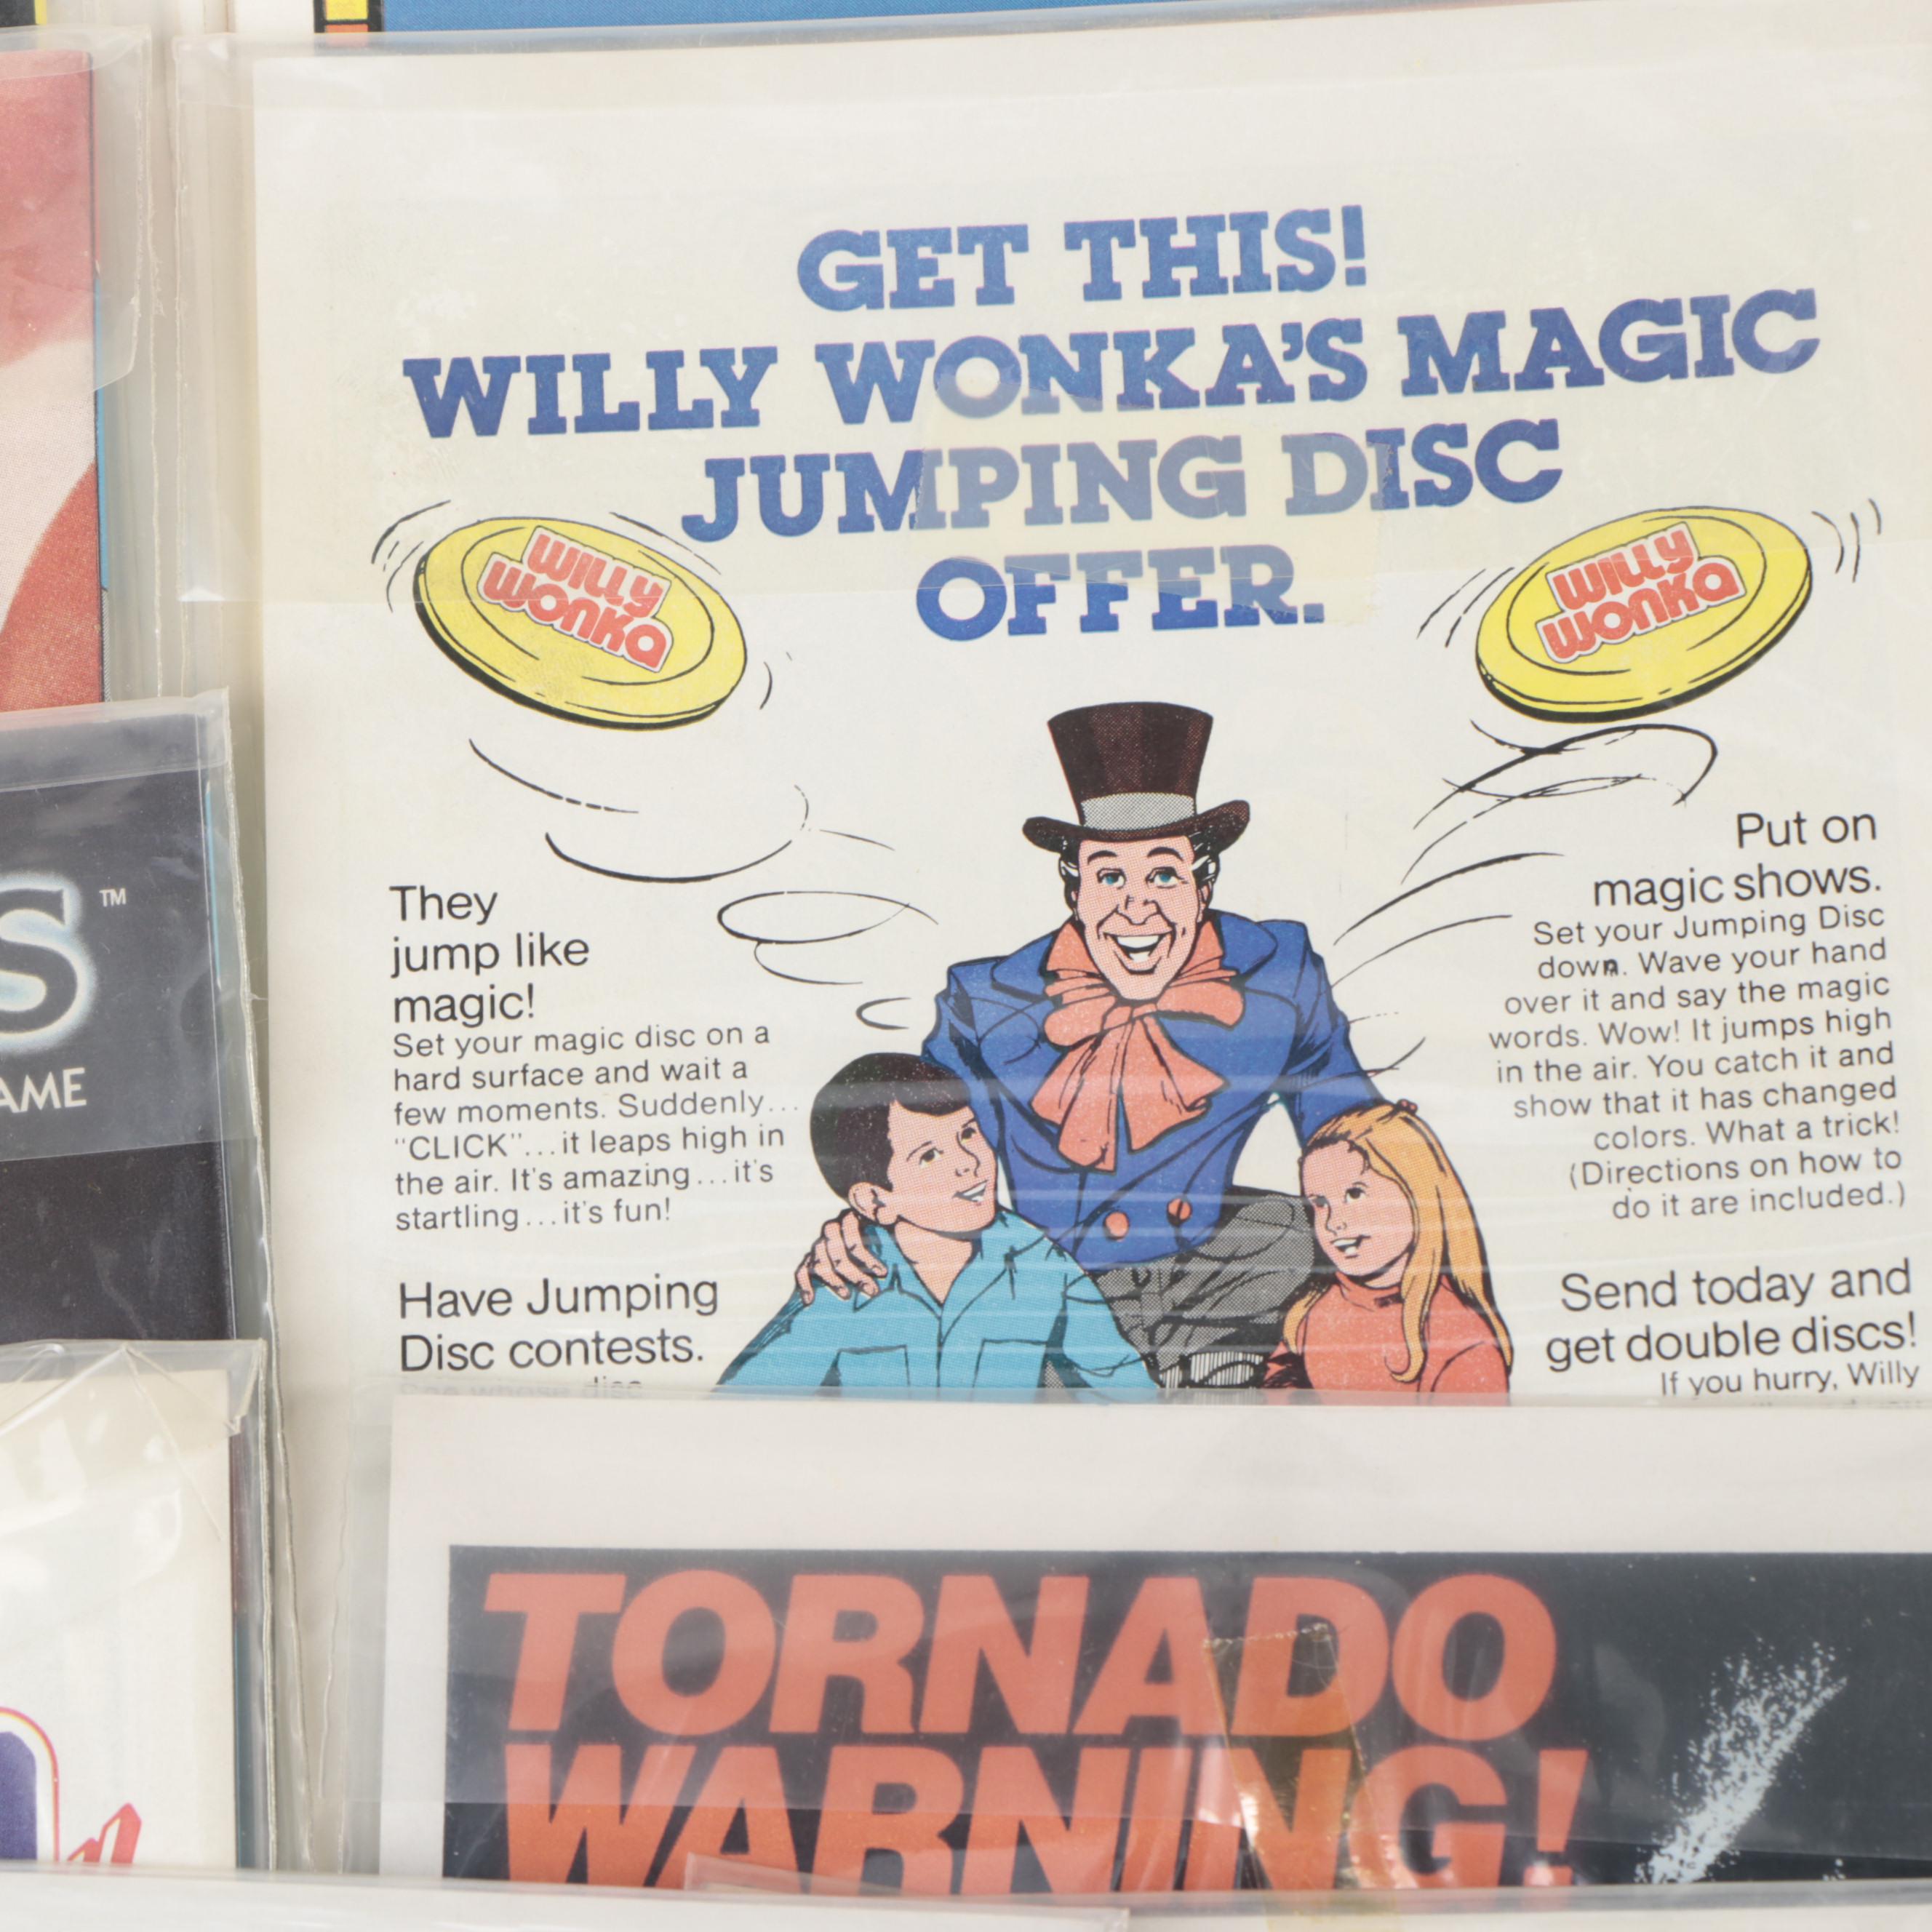 GET THIS!
WILLY WONKA'S MAGIC
JUMPING DISC
OFFER.
WILLY
WONKA
WILLY
WONKA
They
jump like
magic!
Set your magic disc on a
hard surface and wait a
few moments. Suddenly...
"CLICK"...it leaps high in
the air. It's amazing...it's
startling...it's fun!
Have Jumping
Disc contests.
Put on
magic shows.
Set your Jumping Disc
down. Wave your hand
over it and say the magic
words. Wow! It jumps high
in the air. You catch it and
show that it has changed
colors. What a trick!
(Directions on how to
do it are included.)
Send today and
get double discs!
If you hurry, Willy
S™
AME
TORNADO
WARNING!